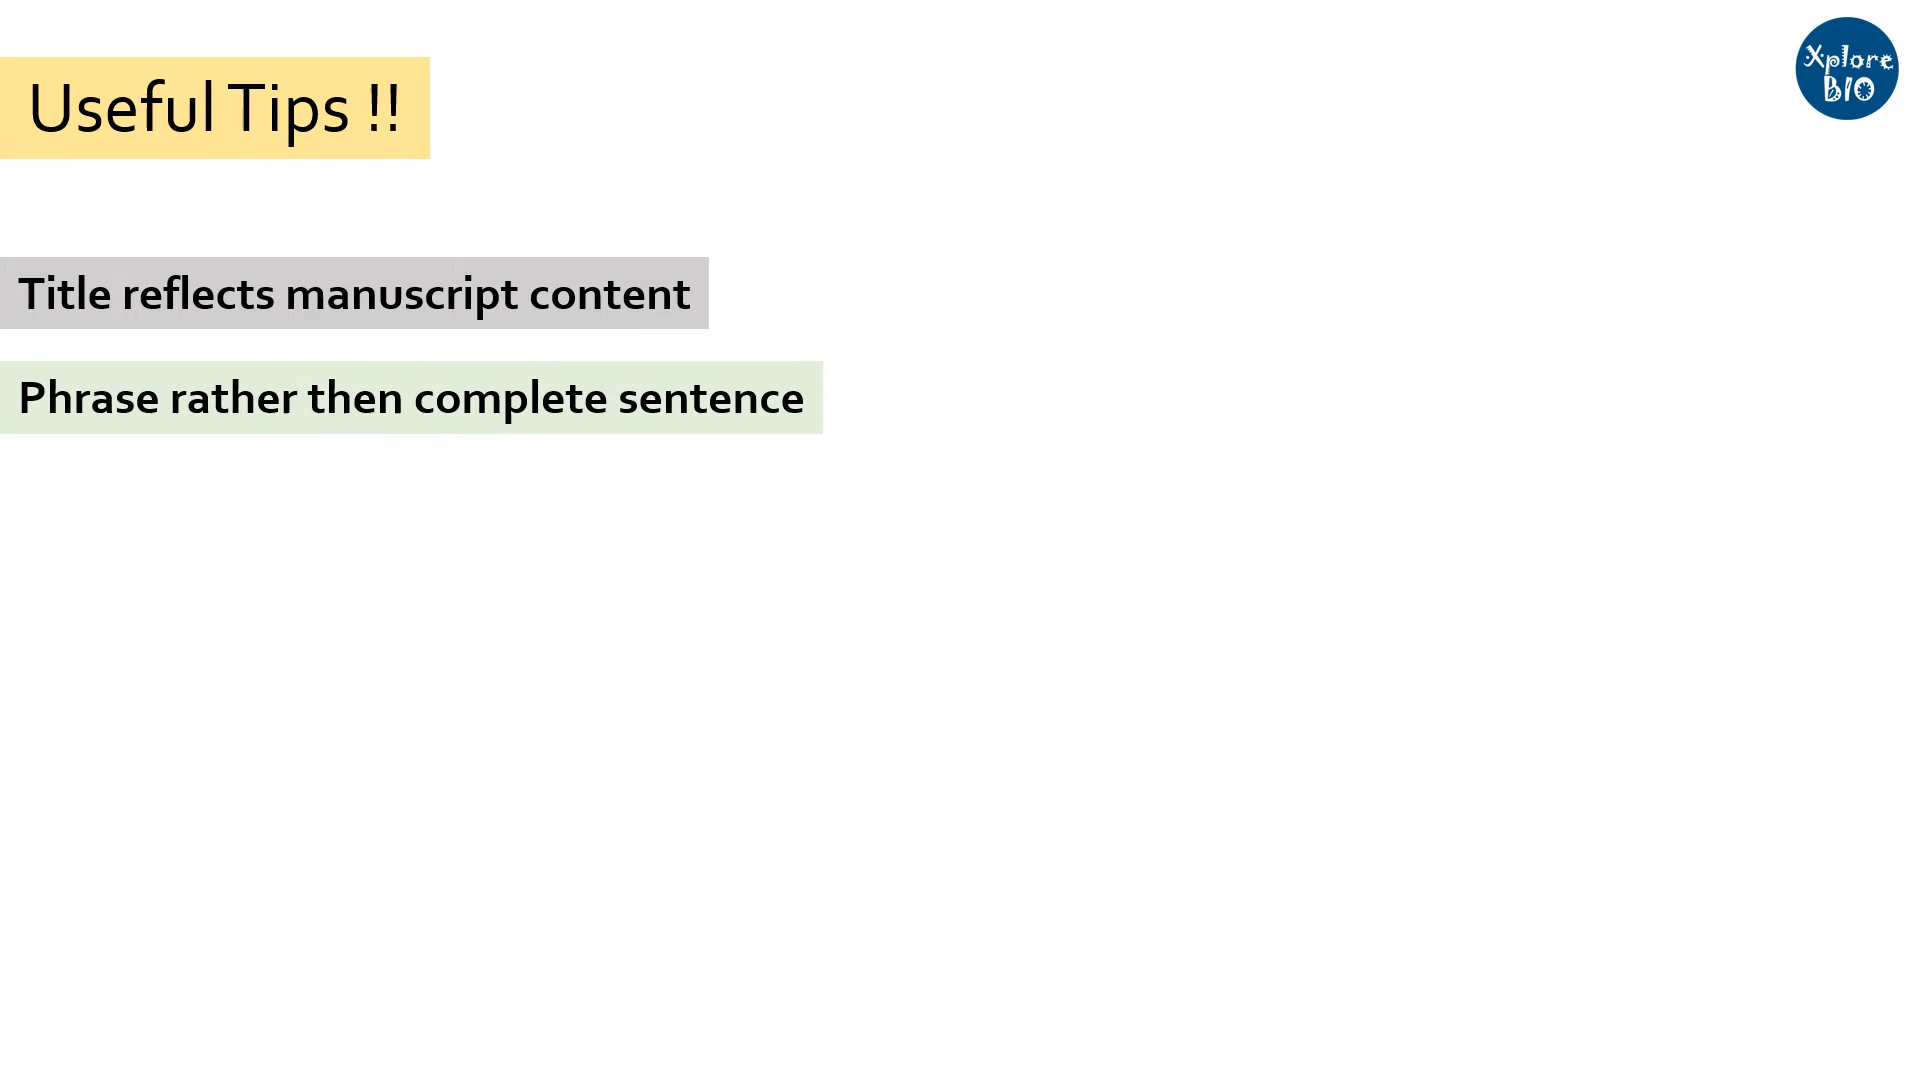 Xplore
BIO
Useful Tips !!
Title reflects manuscript content
Phrase rather then complete sentence